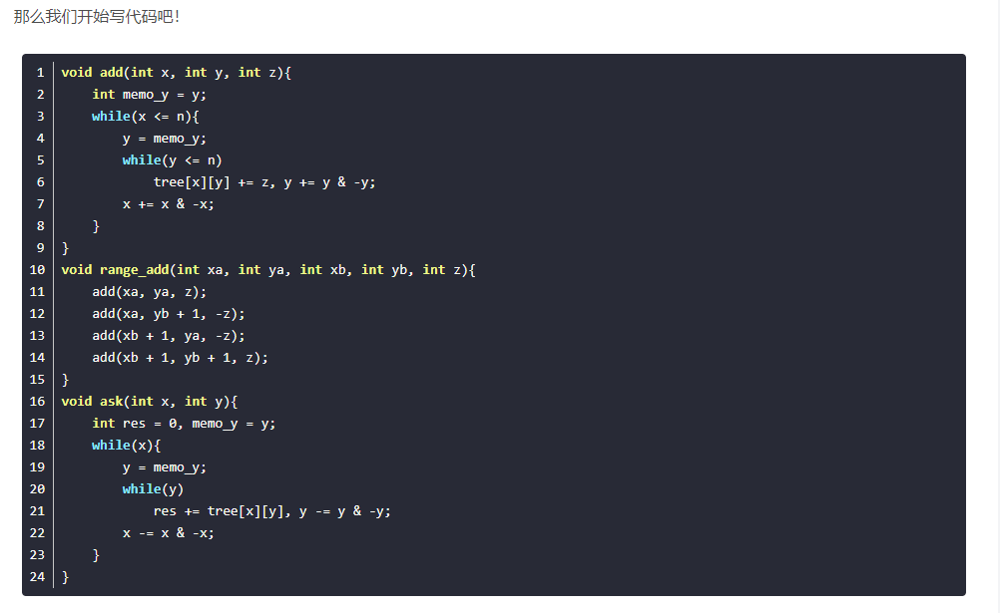 那么我们开始写代码吧！
1 void add(int x, int y, int z){
2     int memo_y = y;
3     while(x <= n){
4         y = memo_y;
5         while(y <= n)
6             tree[x][y] += z, y += y & -y;
7         x += x & -x;
8     }
9 }
10 void range_add(int xa, int ya, int xb, int yb, int z){
11     add(xa, ya, z);
12     add(xa, yb + 1, -z);
13     add(xb + 1, ya, -z);
14     add(xb + 1, yb + 1, z);
15 }
16 void ask(int x, int y){
17     int res = 0, memo_y = y;
18     while(x){
19         y = memo_y;
20         while(y)
21             res += tree[x][y], y -= y & -y;
22         x -= x & -x;
23     }
24 }